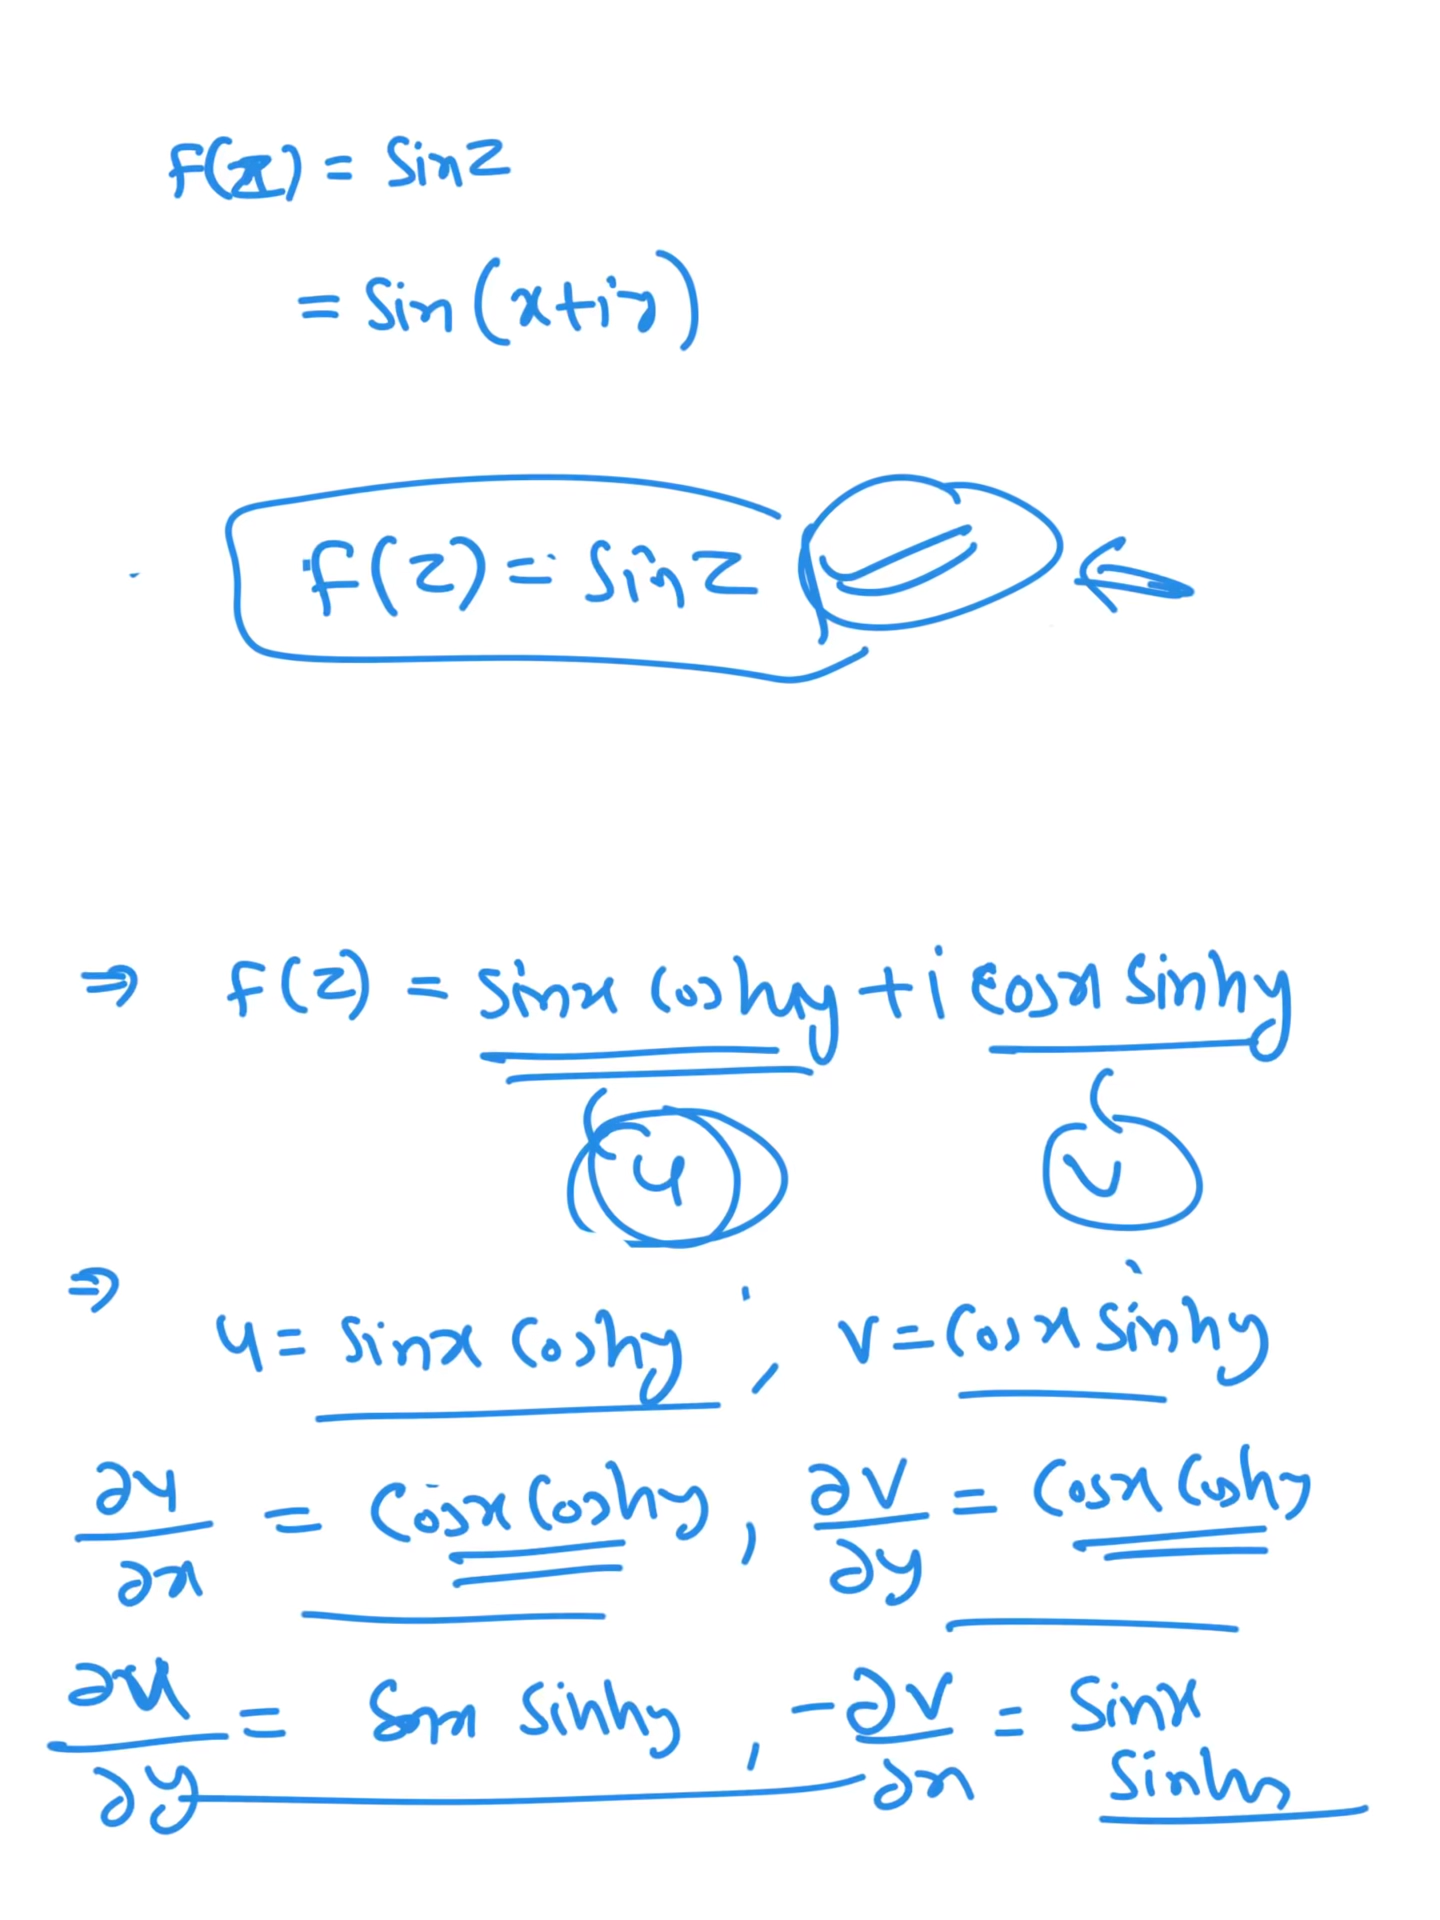 f(z) = sinz
= sin(x+iy)
f(z) = sinz
⇒ f(z) = sinx coshy + i cosx sinhy
u v
⇒ u = sinx coshy , v = cosx sinhy
∂u/∂x = cosx coshy , ∂v/∂y = cosx coshy
∂u/∂y = sinx sinhy , -∂v/∂x = sinx
sinhy